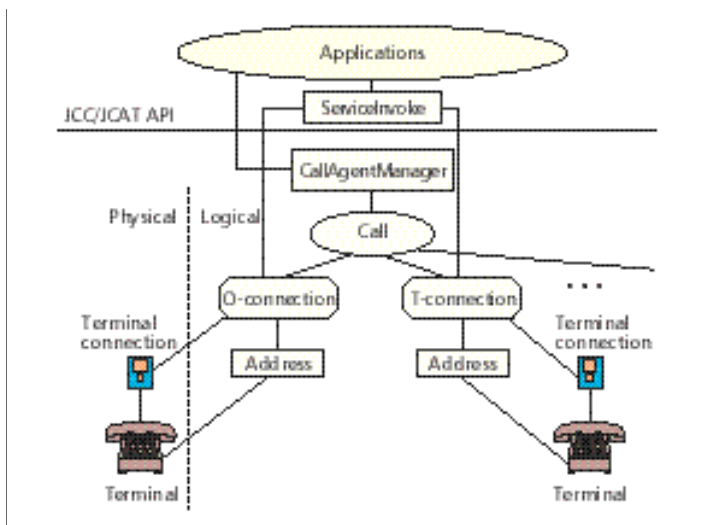 Applications
ServiceInvoke
JCC/JCAT API
CallAgentManager
Physical
Logical
Call
O-connection
T-connection
...
Terminal
connection
Terminal
connection
Address
Address
Terminal
Terminal